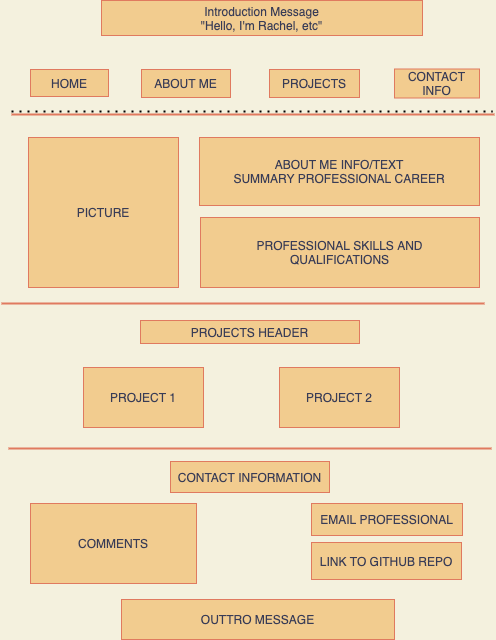 Introduction Message
"Hello, I'm Rachel, etc"
HOME
ABOUT ME
PROJECTS
CONTACT
INFO
PICTURE
ABOUT ME INFO/TEXT
SUMMARY PROFESSIONAL CAREER
PROFESSIONAL SKILLS AND
QUALIFICATIONS
PROJECTS HEADER
PROJECT 1
PROJECT 2
CONTACT INFORMATION
COMMENTS
EMAIL PROFESSIONAL
LINK TO GITHUB REPO
OUTTRO MESSAGE